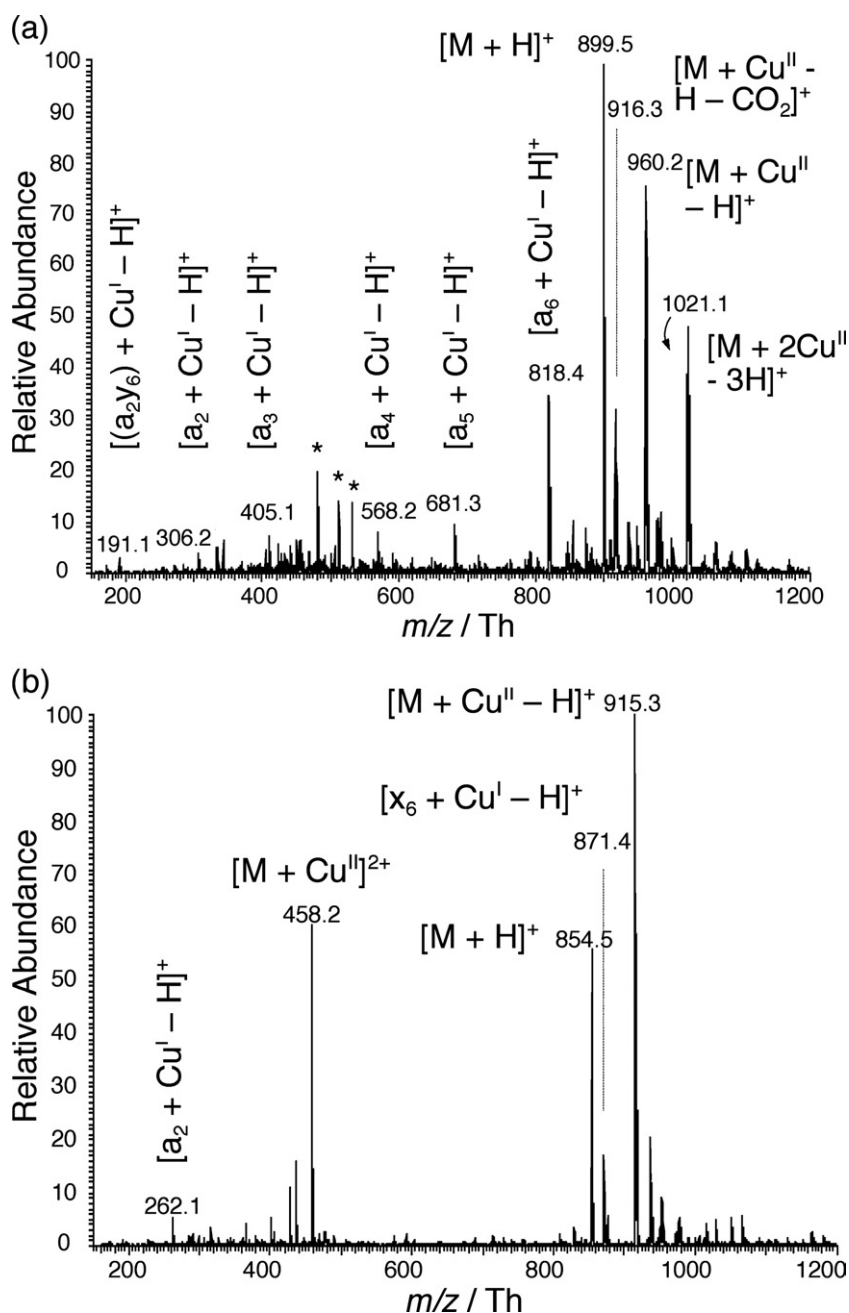 (a)
[M + H]⁺ 899.5
[M + Cuᴵᴵ -
H – CO₂]⁺
916.3
960.2 [M + Cuᴵᴵ
– H]⁺
1021.1
[M + 2Cuᴵᴵ
- 3H]⁺
[(a₂y₆) + Cuᴵ – H]⁺
[a₂ + Cuᴵ – H]⁺
[a₃ + Cuᴵ – H]⁺
[a₄ + Cuᴵ – H]⁺
[a₅ + Cuᴵ – H]⁺
[a₆ + Cuᴵ – H]⁺
818.4
* * *
191.1 306.2 405.1 568.2 681.3
Relative Abundance
100
90
80
70
60
50
40
30
20
10
0
200 400 600 800 1000 1200
m/z / Th
(b)
[M + Cuᴵᴵ – H]⁺ 915.3
[x₆ + Cuᴵ – H]⁺
871.4
[M + Cuᴵᴵ]²⁺
458.2
[M + H]⁺ 854.5
[a₂ + Cuᴵ – H]⁺
262.1
Relative Abundance
100
90
80
70
60
50
40
30
20
10
0
200 400 600 800 1000 1200
m/z / Th